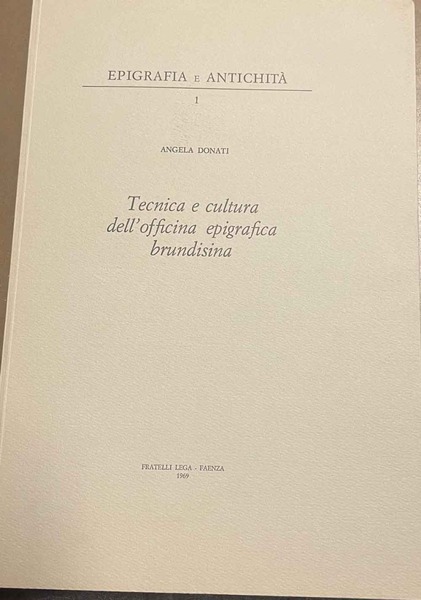 EPIGRAFIA E ANTICHITÀ
1
ANGELA DONATI
Tecnica e cultura
dell'officina epigrafica
brundisina
FRATELLI LEGA - FAENZA
1969